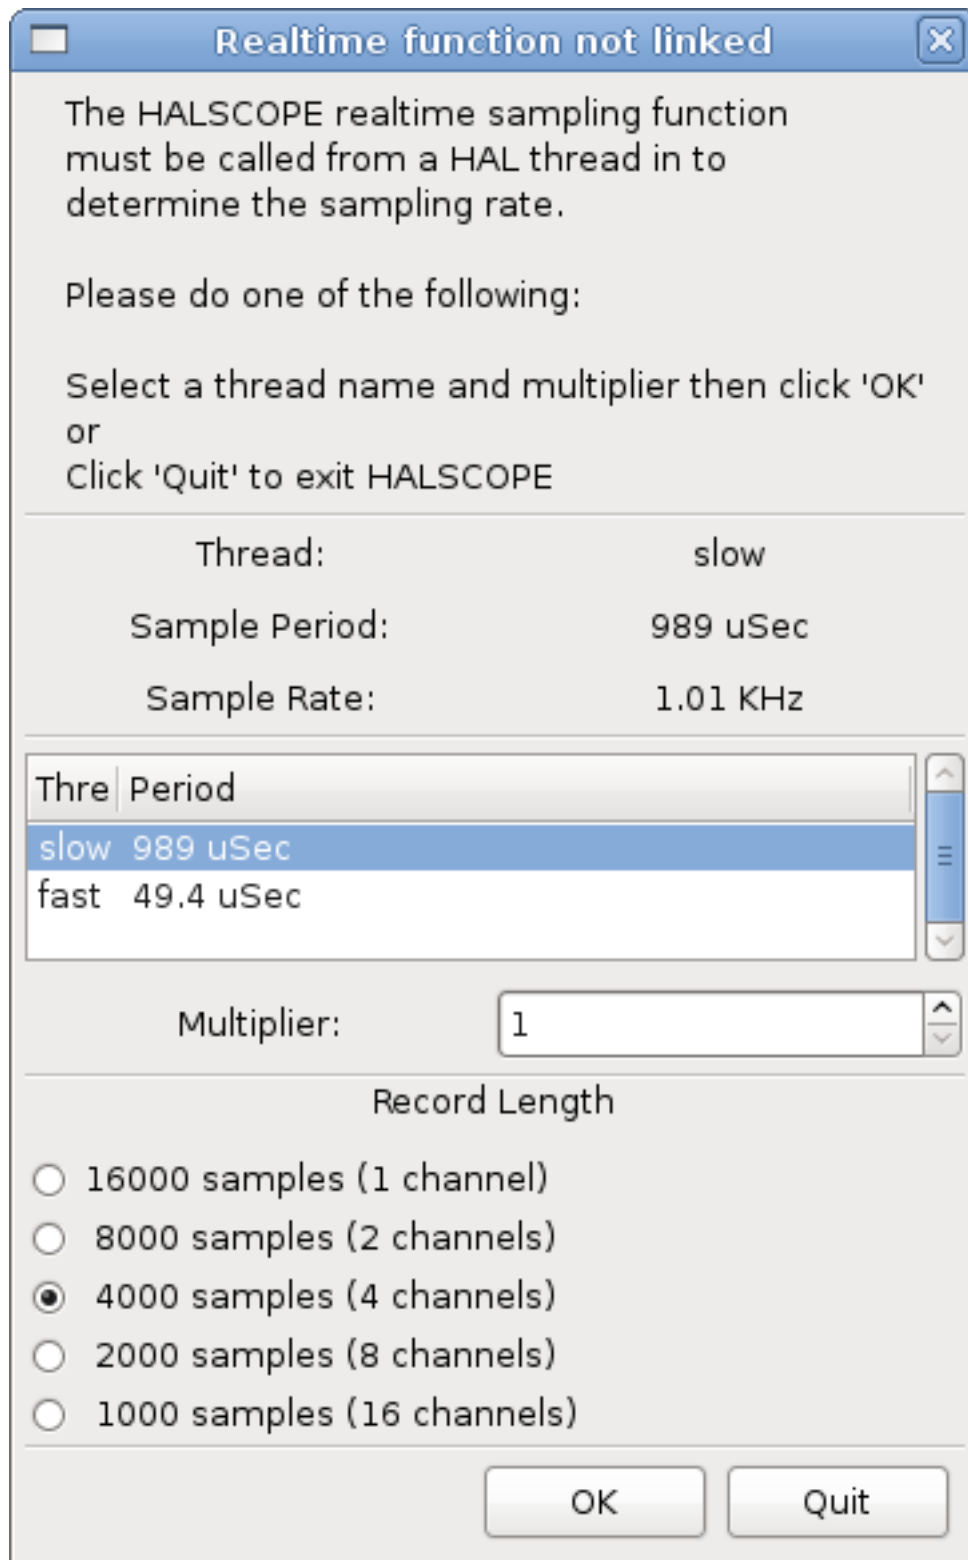 Realtime function not linked
The HALSCOPE realtime sampling function
must be called from a HAL thread in to
determine the sampling rate.
Please do one of the following:
Select a thread name and multiplier then click 'OK'
or
Click 'Quit' to exit HALSCOPE
Thread: slow
Sample Period: 989 uSec
Sample Rate: 1.01 KHz
Thre Period
slow 989 uSec
fast 49.4 uSec
Multiplier: 1
Record Length
16000 samples (1 channel)
8000 samples (2 channels)
4000 samples (4 channels)
2000 samples (8 channels)
1000 samples (16 channels)
OK Quit